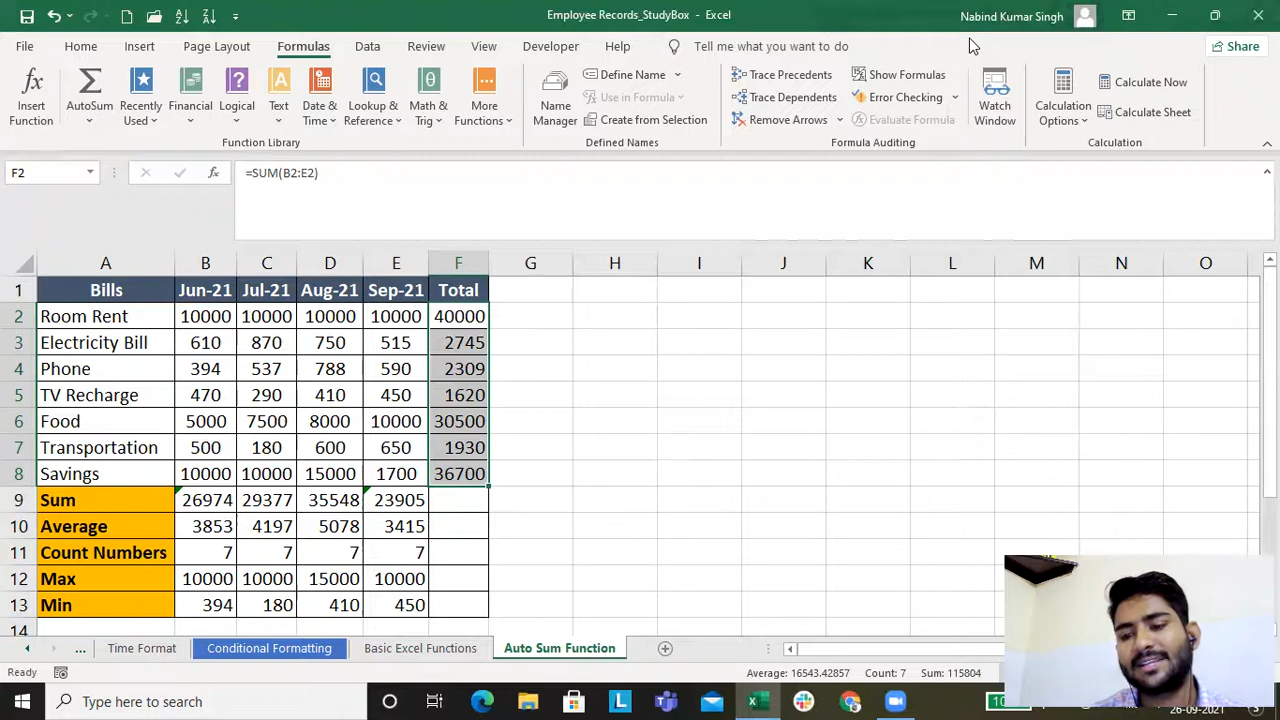 Employee Records_StudyBox - Excel
Nabind Kumar Singh
File Home Insert Page Layout Formulas Data Review View Developer Help Tell me what you want to do Share
Insert Function
AutoSum
Recently Used
Financial
Logical
Text
Date & Time
Lookup & Reference
Math & Trig
More Functions
Function Library
Name Manager
Define Name
Use in Formula
Create from Selection
Defined Names
Trace Precedents
Trace Dependents
Remove Arrows
Show Formulas
Error Checking
Evaluate Formula
Formula Auditing
Watch Window
Calculation Options
Calculate Now
Calculate Sheet
Calculation
F2 fx =SUM(B2:E2)
A B C D E F G H I J K L M N O
1 Bills Jun-21 Jul-21 Aug-21 Sep-21 Total
2 Room Rent 10000 10000 10000 10000 40000
3 Electricity Bill 610 870 750 515 2745
4 Phone 394 537 788 590 2309
5 TV Recharge 470 290 410 450 1620
6 Food 5000 7500 8000 10000 30500
7 Transportation 500 180 600 650 1930
8 Savings 10000 10000 15000 1700 36700
9 Sum 26974 29377 35548 23905
10 Average 3853 4197 5078 3415
11 Count Numbers 7 7 7 7
12 Max 10000 10000 15000 10000
13 Min 394 180 410 450
14
... Time Format Conditional Formatting Basic Excel Functions Auto Sum Function
Ready Average: 16543.42857 Count: 7 Sum: 115804
Type here to search
26-09-2021